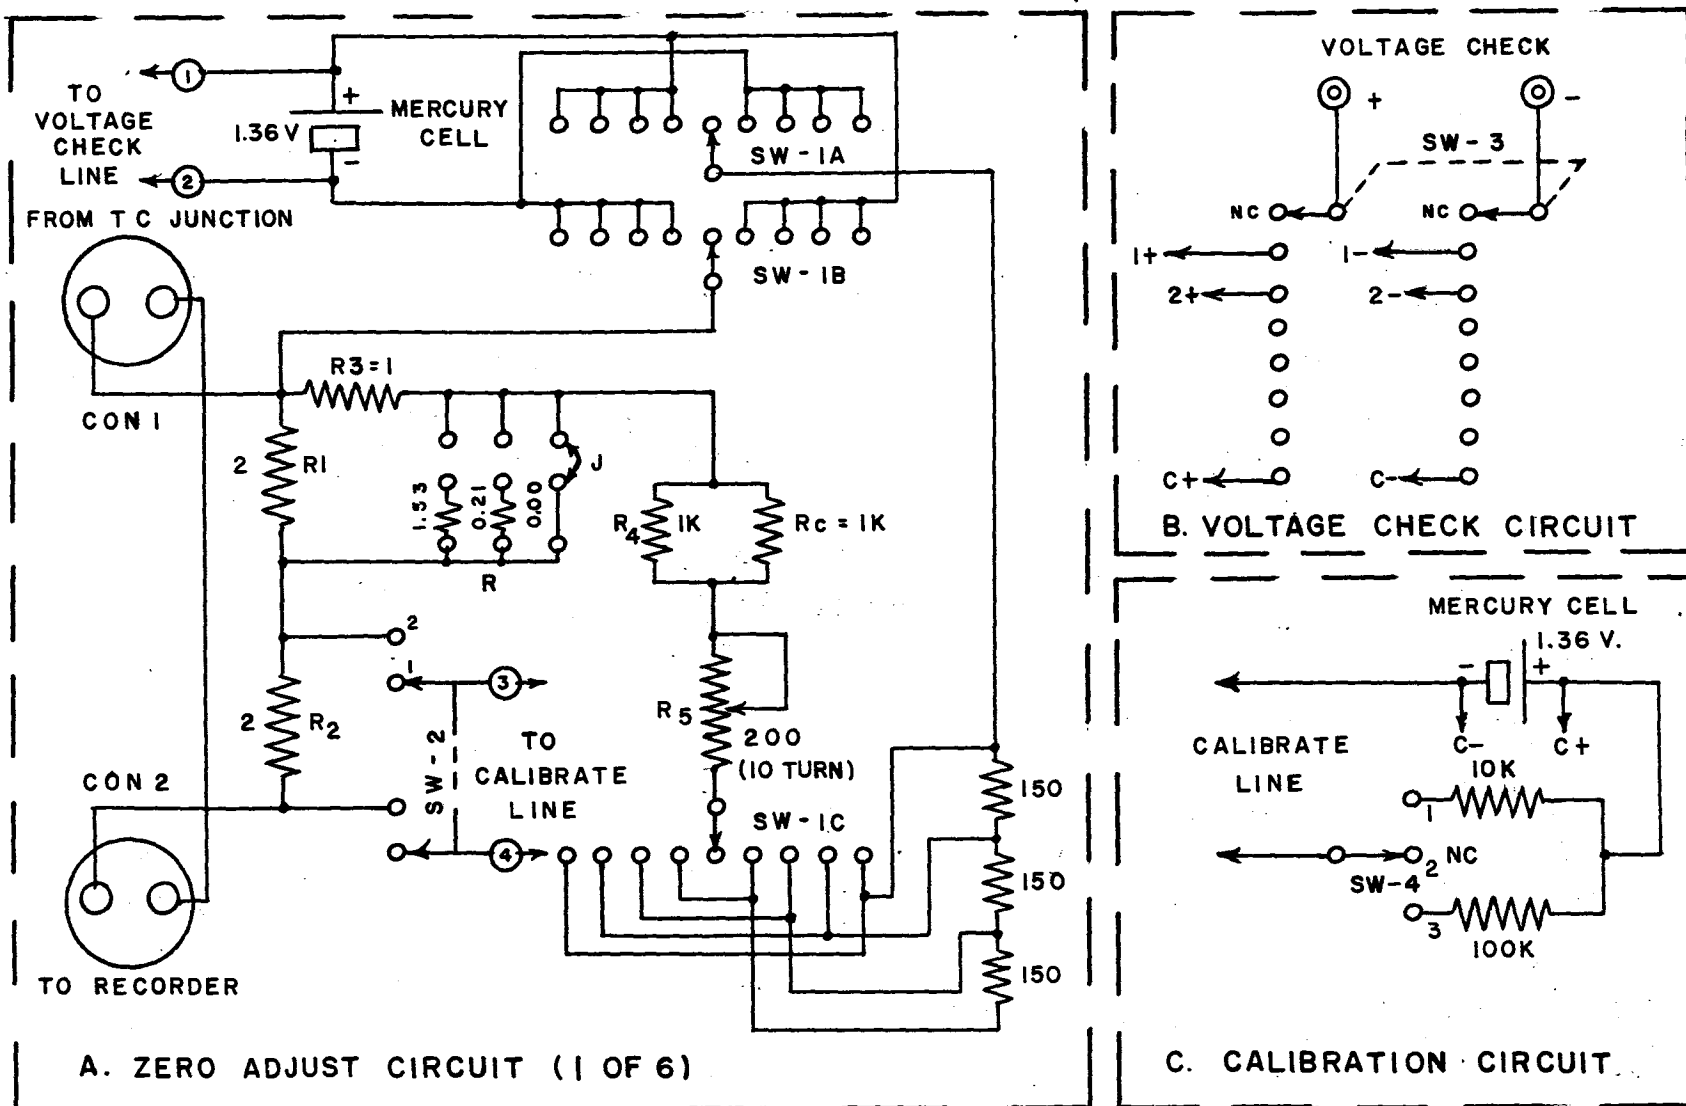 TO
VOLTAGE
CHECK
LINE
1
2
+
1.36 V
-
MERCURY
CELL
SW-1A
SW-1B
FROM TC JUNCTION
CON 1
R3=1
2 R1
1.53
0.21
0.00
J
R
R4 1K
Rc = 1K
2
1
3
2 R2
SW-2
TO
CALIBRATE
LINE
4
R5
200
(10 TURN)
SW-1C
150
150
150
CON 2
TO RECORDER
A. ZERO ADJUST CIRCUIT (1 OF 6)
VOLTAGE CHECK
+
-
SW-3
NC
NC
1+
1-
2+
2-
C+
C-
B. VOLTAGE CHECK CIRCUIT
MERCURY CELL
1.36 V.
-
+
C-
C+
CALIBRATE
LINE
10K
1
2 NC
SW-4
3
100K
C. CALIBRATION CIRCUIT